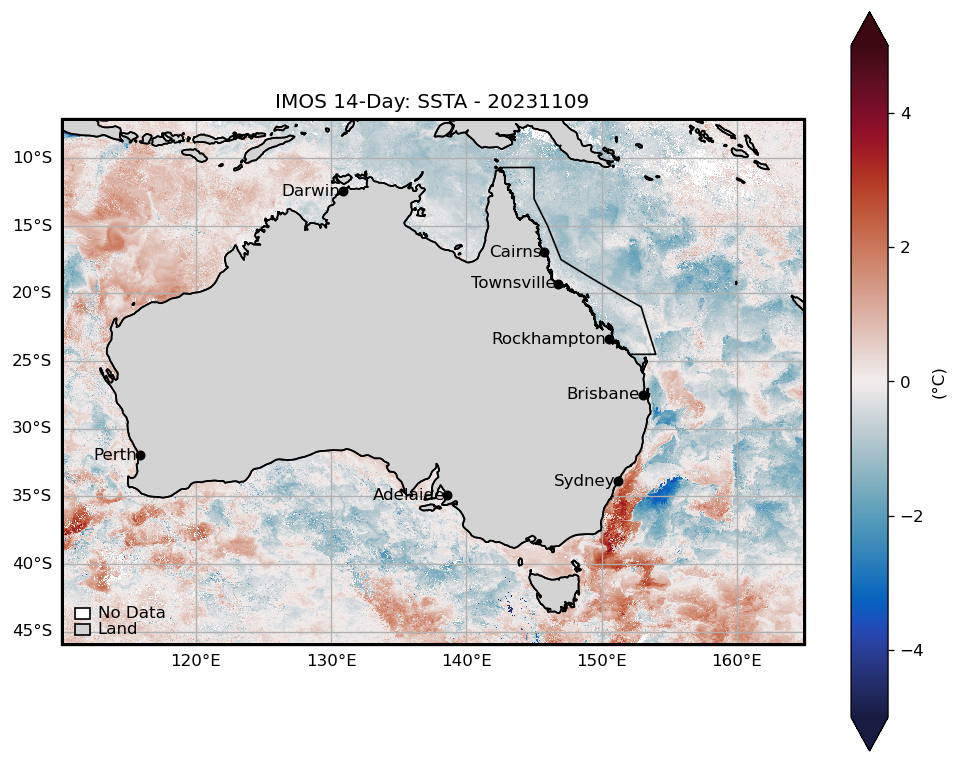 IMOS 14-Day: SSTA - 20231109
10°S
15°S
20°S
25°S
30°S
35°S
40°S
45°S
Darwin
Cairns
Townsville
Rockhampton
Brisbane
Perth
Sydney
Adelaide
No Data
Land
120°E 130°E 140°E 150°E 160°E
4
2
0
−2
−4
(°C)